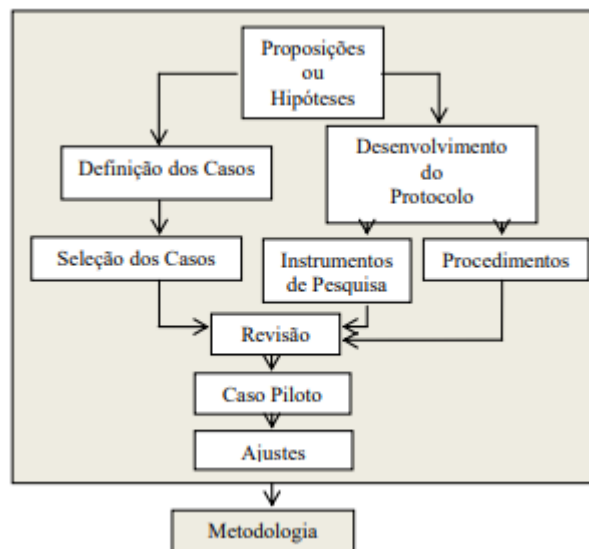 Proposições
ou
Hipóteses
Definição dos Casos
Desenvolvimento
do
Protocolo
Seleção dos Casos
Instrumentos
de Pesquisa
Procedimentos
Revisão
Caso Piloto
Ajustes
Metodologia